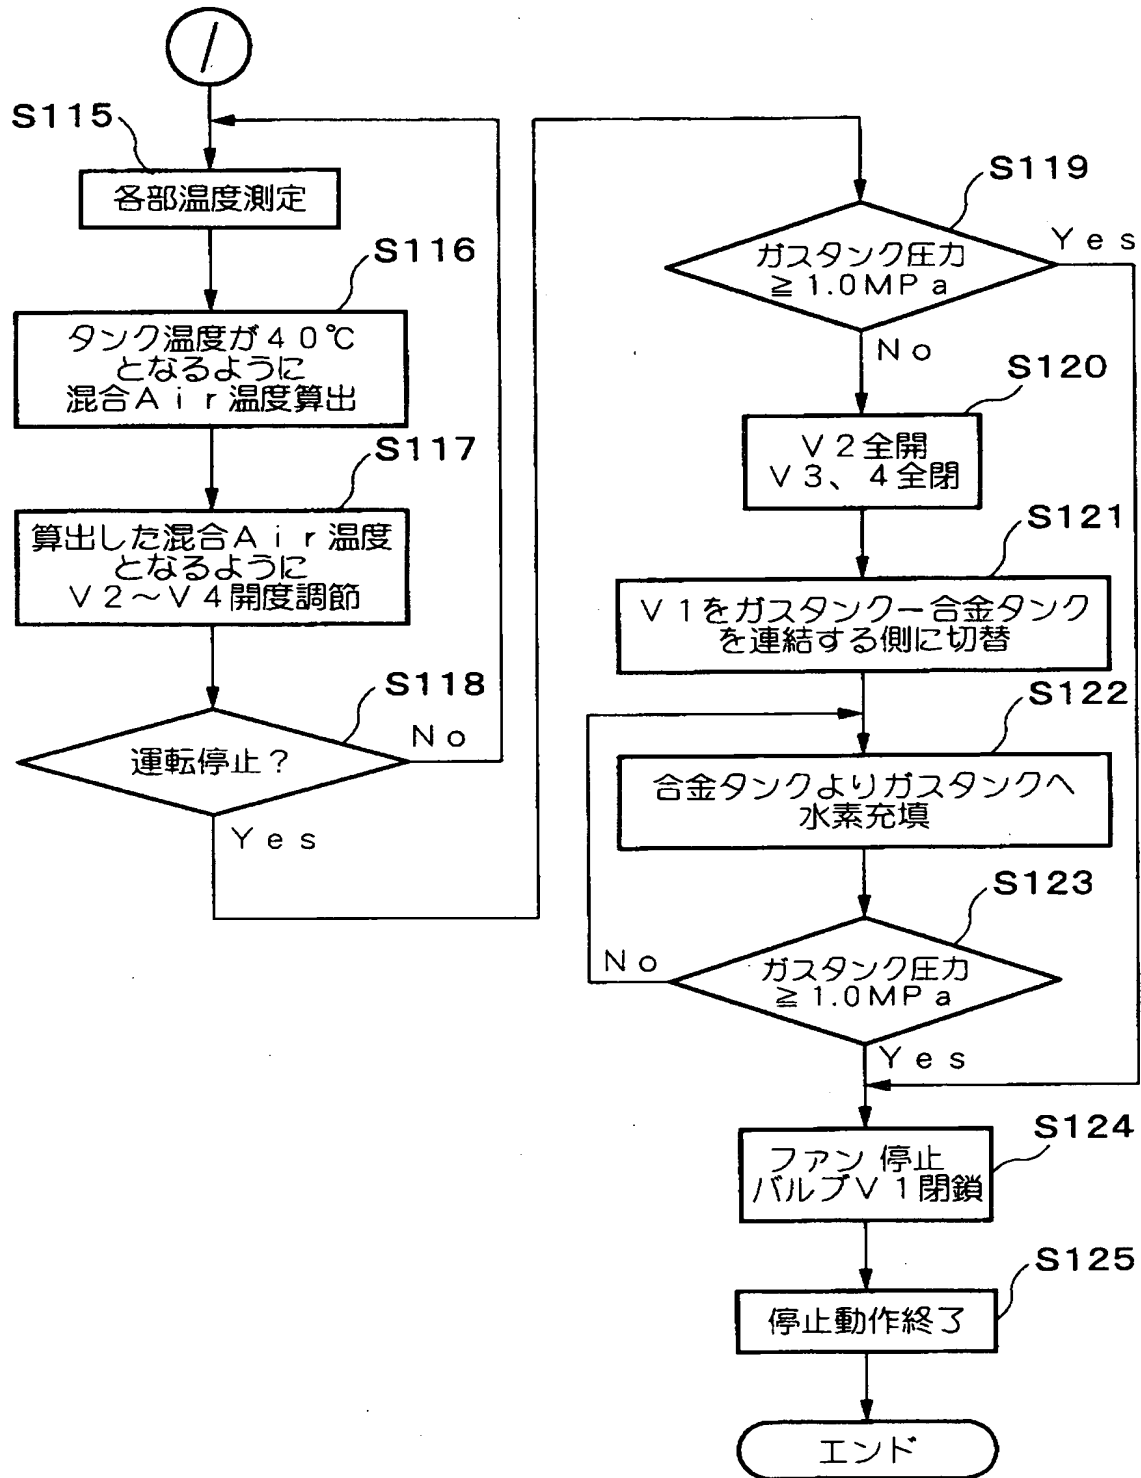 1
S115
各部温度測定
S116
タンク温度が40℃
となるように
混合Air温度算出
S117
算出した混合Air温度
となるように
V2～V4開度調節
S118
運転停止?
No
Yes
S119
ガスタンク圧力
≧1.0MPa
Yes
No
S120
V2全開
V3、4全閉
S121
V1をガスタンクー合金タンク
を連結する側に切替
S122
合金タンクよりガスタンクへ
水素充填
S123
ガスタンク圧力
≧1.0MPa
No
Yes
S124
ファン 停止
バルブV1閉鎖
S125
停止動作終了
エンド